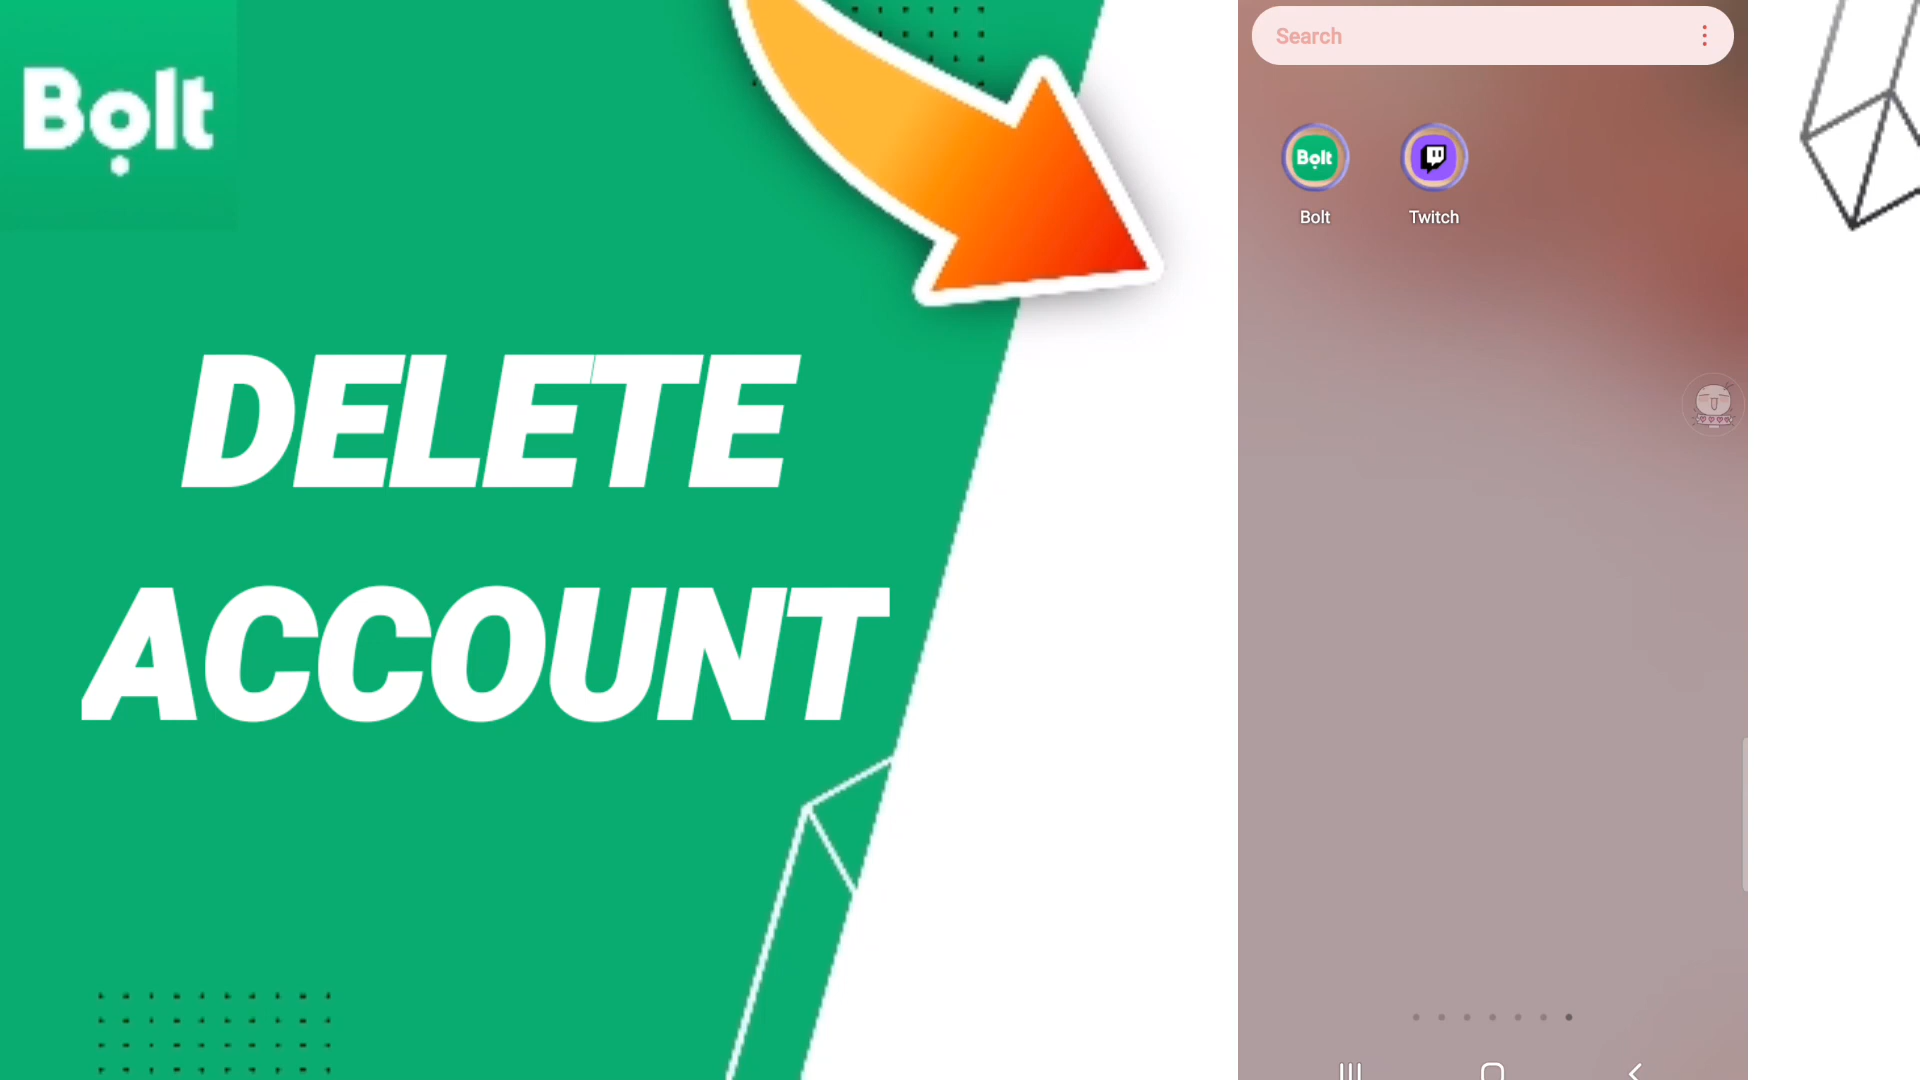 Bolt
DELETE
ACCOUNT
Search
Bolt
Bolt
Twitch